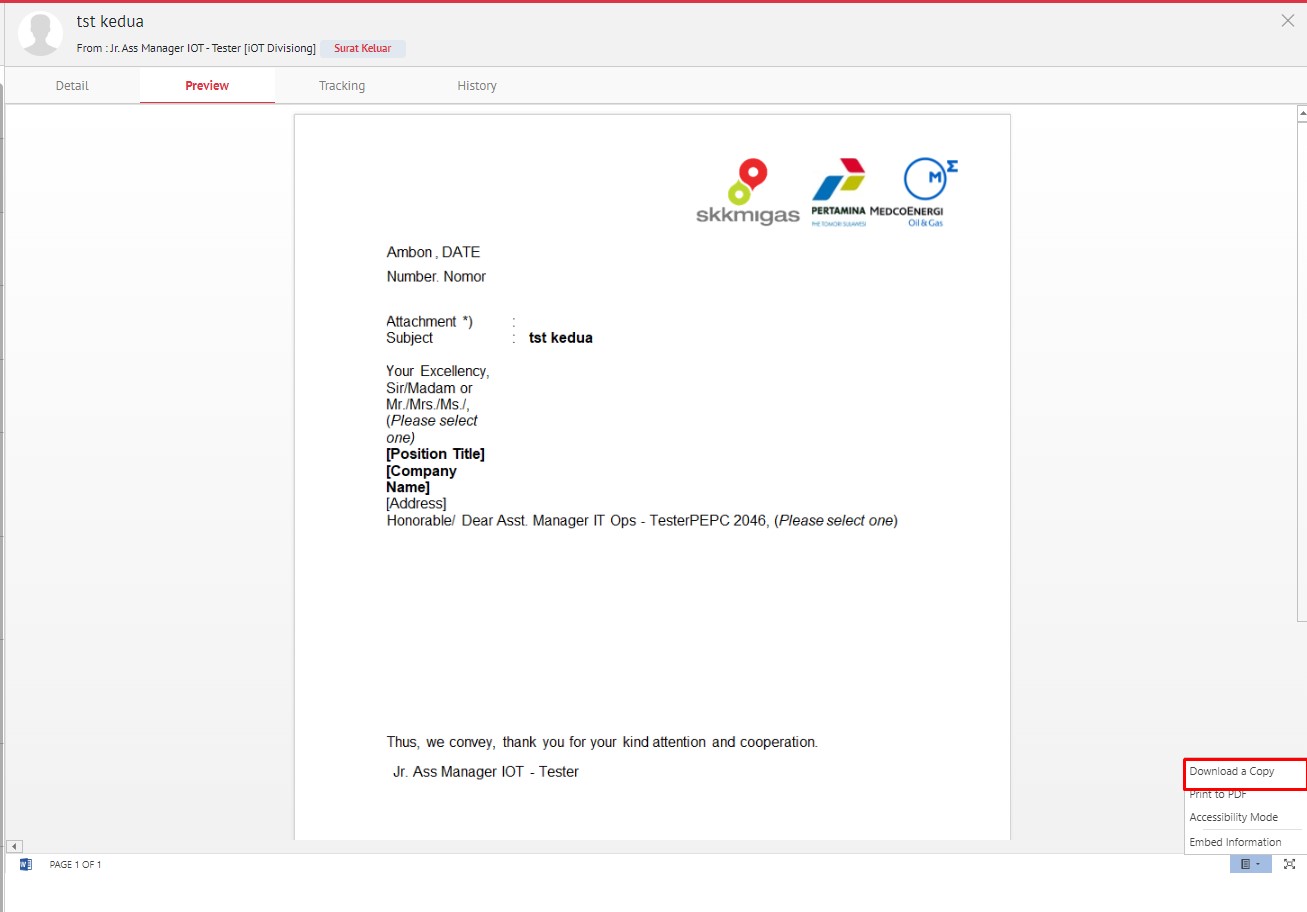 tst kedua
From : Jr. Ass Manager IOT - Tester [iOT Divisiong] Surat Keluar
Detail Preview Tracking History
skkmigas
PERTAMINA MEDCOENERGI
Oil & Gas
Ambon , DATE
Number. Nomor
Attachment *) :
Subject : tst kedua
Your Excellency,
Sir/Madam or
Mr./Mrs./Ms./,
(Please select
one)
[Position Title]
[Company
Name]
[Address]
Honorable/ Dear Asst. Manager IT Ops - TesterPEPC 2046, (Please select one)
Thus, we convey, thank you for your kind attention and cooperation.
Jr. Ass Manager IOT - Tester
Download a Copy
Print to PDF
Accessibility Mode
Embed Information
PAGE 1 OF 1